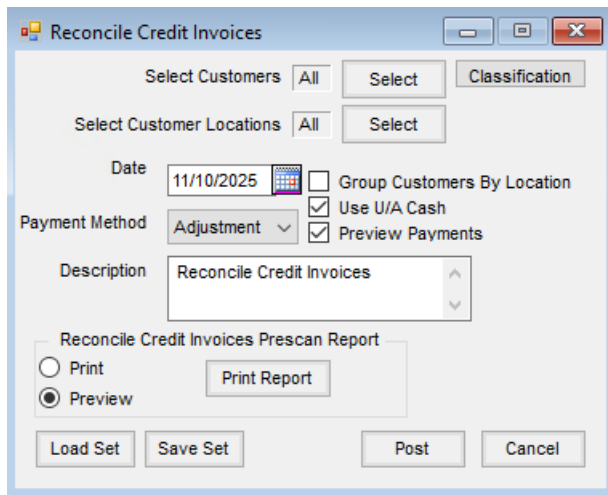 Reconcile Credit Invoices
Select Customers All Select Classification
Select Customer Locations All Select
Date 11/10/2025 Group Customers By Location
Use U/A Cash
Payment Method Adjustment Preview Payments
Description Reconcile Credit Invoices
Reconcile Credit Invoices Prescan Report
Print
Print Report
Preview
Load Set Save Set Post Cancel